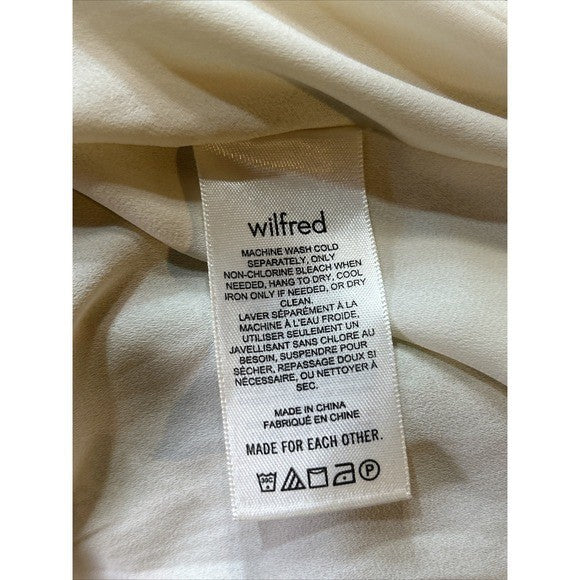 wilfred
MACHINE WASH COLD
SEPARATELY, ONLY
NON-CHLORINE BLEACH WHEN
NEEDED, HANG TO DRY, COOL
IRON ONLY IF NEEDED, OR DRY
CLEAN.
LAVER SÉPARÉMENT À LA
MACHINE À L'EAU FROIDE,
UTILISER SEULEMENT UN
JAVELLISANT SANS CHLORE AU
BESOIN, SUSPENDRE POUR
SÉCHER, REPASSAGE DOUX SI
NÉCESSAIRE, OU NETTOYER À
SEC.
MADE IN CHINA
FABRIQUÉ EN CHINE
MADE FOR EACH OTHER.
30C P